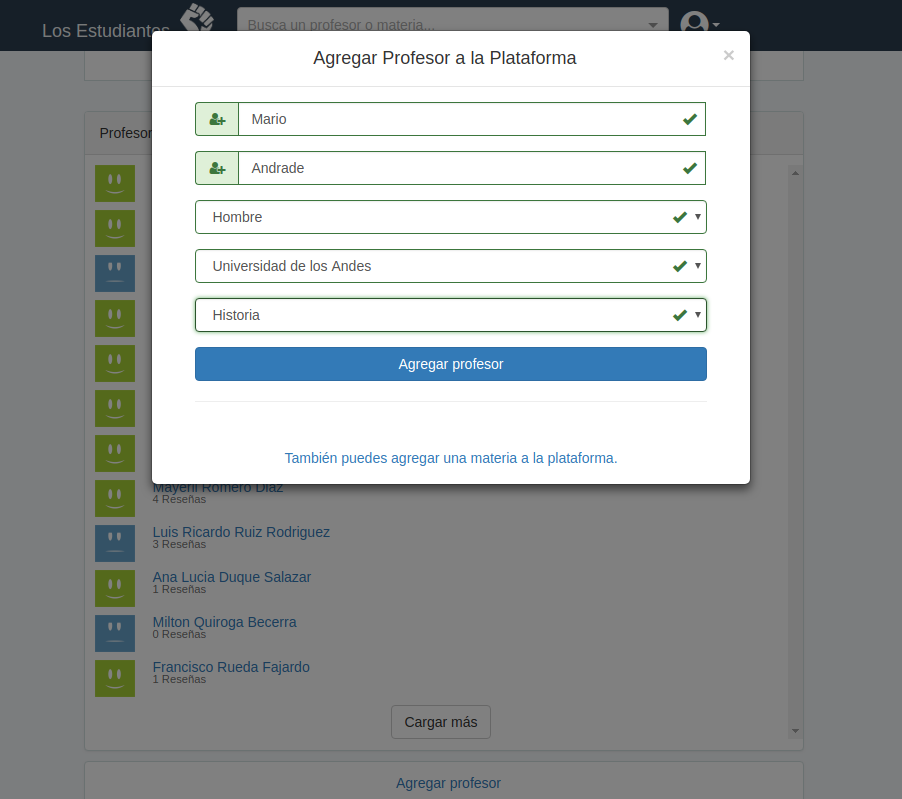 Los Estudiantes
Busca un profesor o materia...
Agregar Profesor a la Plataforma
×
Mario
Andrade
Hombre
Universidad de los Andes
Historia
Agregar profesor
También puedes agregar una materia a la plataforma.
Profesor
Mayerli Romero Diaz
4 Reseñas
Luis Ricardo Ruiz Rodriguez
3 Reseñas
Ana Lucia Duque Salazar
1 Reseñas
Milton Quiroga Becerra
0 Reseñas
Francisco Rueda Fajardo
1 Reseñas
Cargar más
Agregar profesor